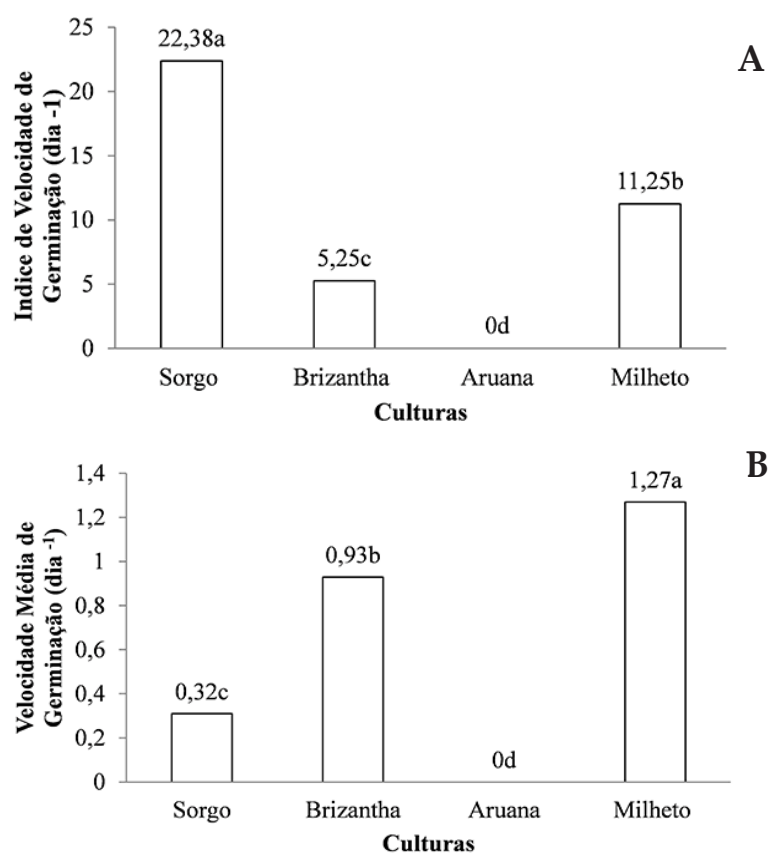 A
Indice de Velocidade de
Germinação (dia -1)
25
20
15
10
5
0
22,38a
5,25c
0d
11,25b
Sorgo
Brizantha
Aruana
Milheto
Culturas
B
Velocidade Média de
Germinação (dia -1)
1,4
1,2
1
0,8
0,6
0,4
0,2
0
0,32c
0,93b
0d
1,27a
Sorgo
Brizantha
Aruana
Milheto
Culturas